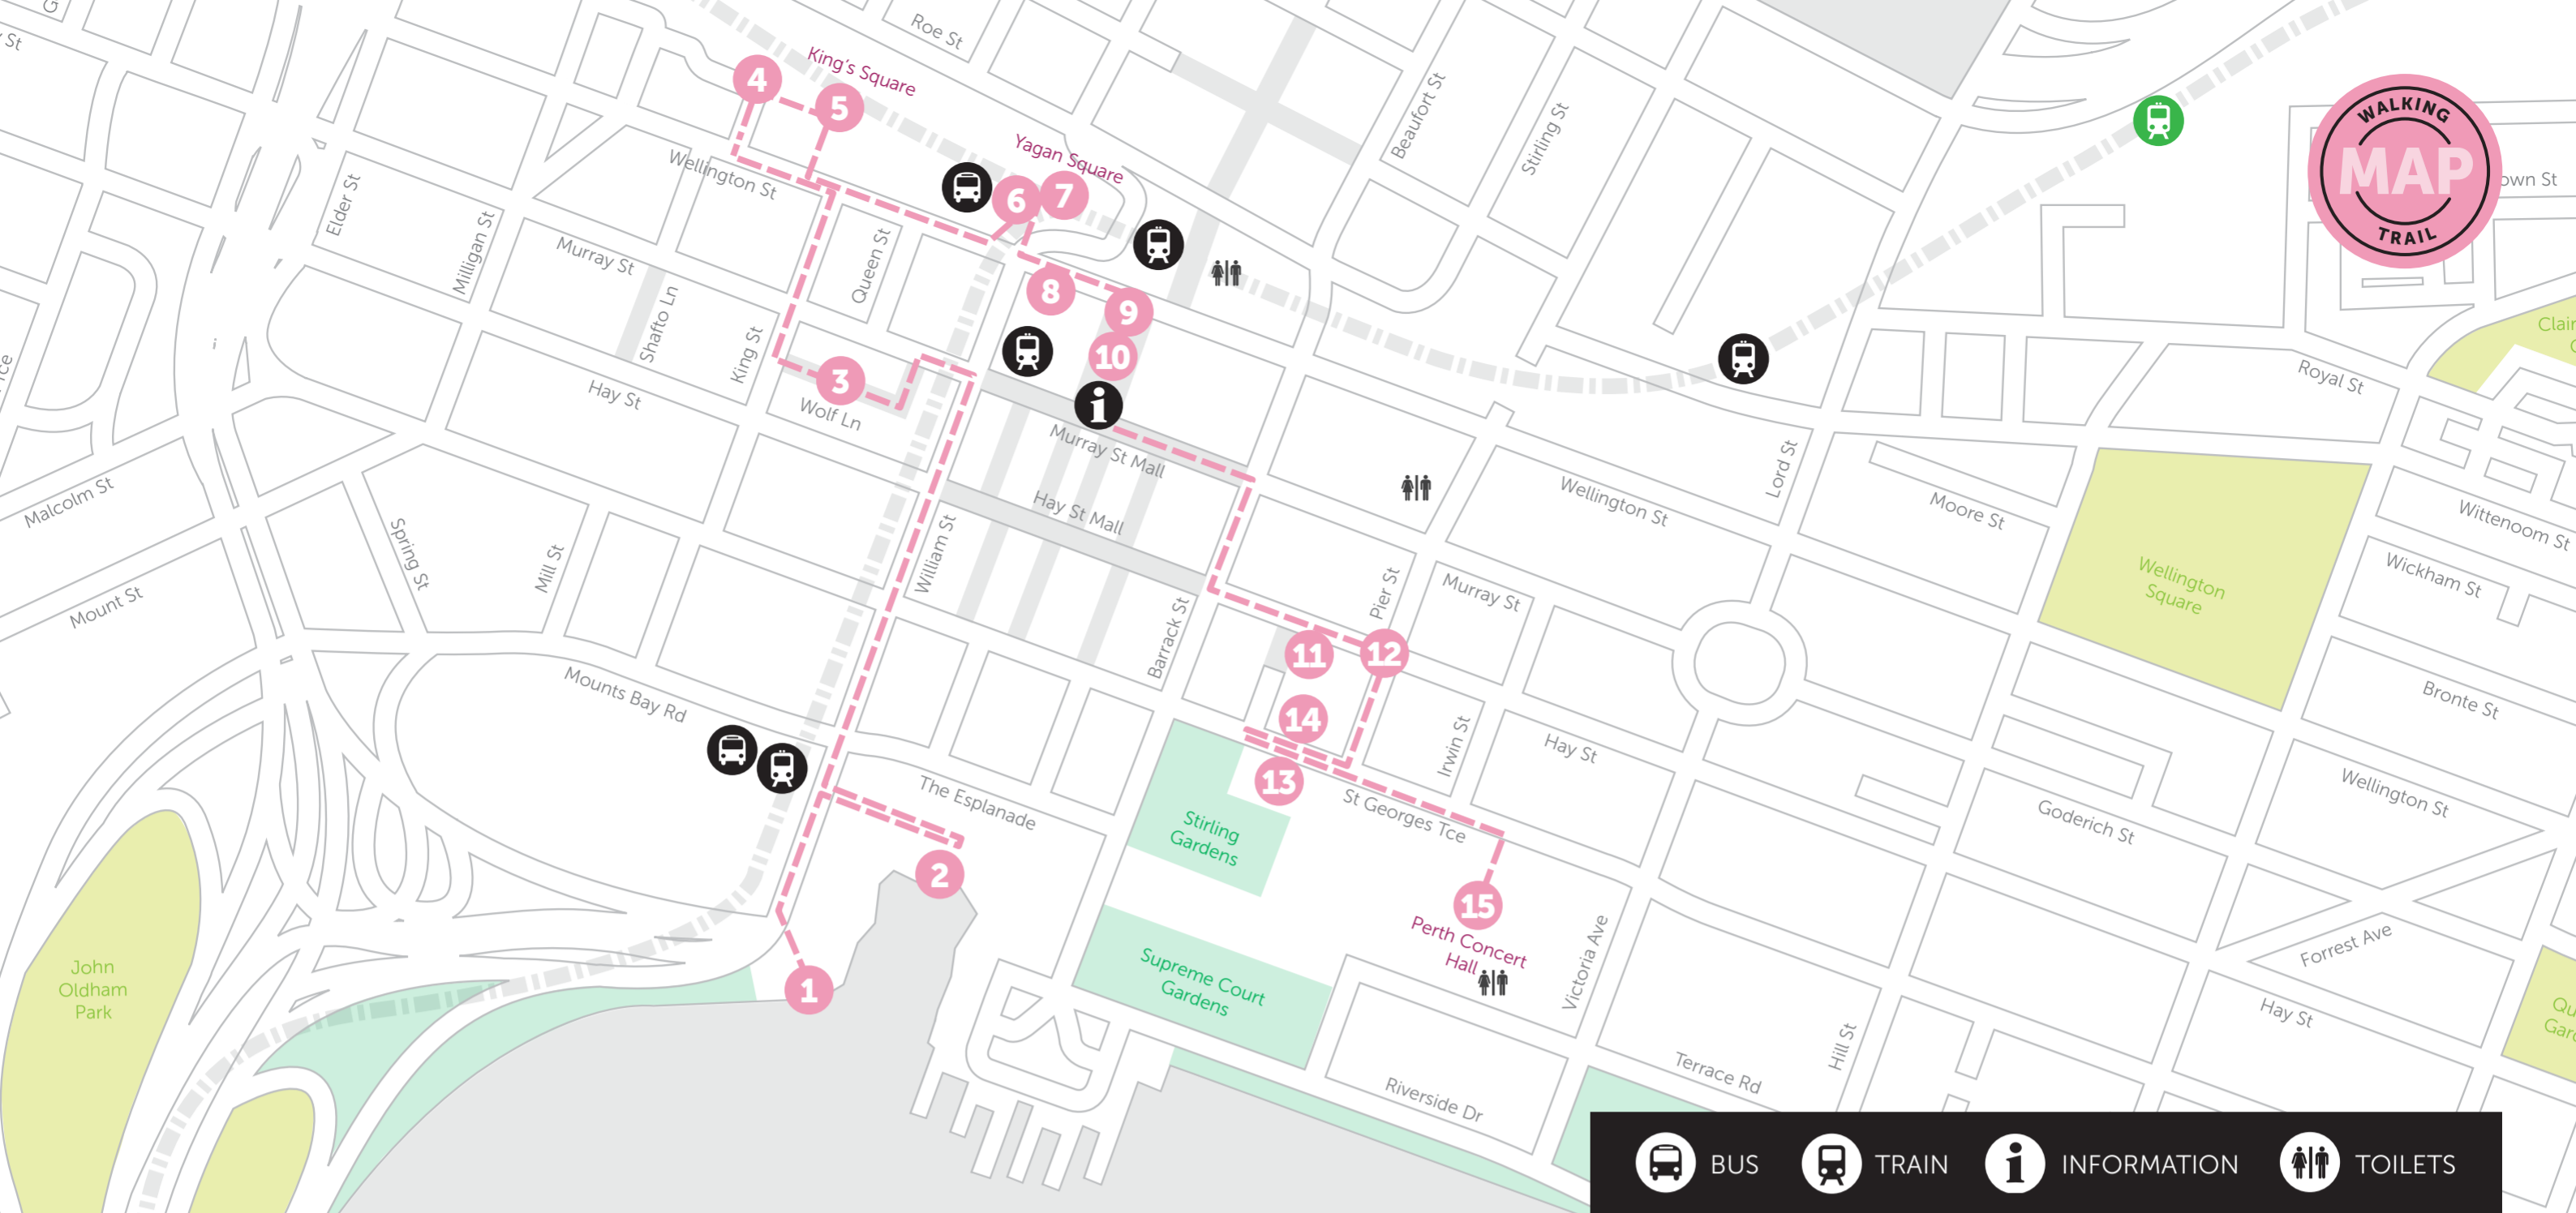 Roe St
King's Square
4
5
Yagan Square
Beaufort St
Stirling St
WALKING
MAP
TRAIL
own St
Wellington St
6
7
Elder St
Milligan St
Murray St
Queen St
8
9
Shafto Ln
King St
10
Hay St
3
Wolf Ln
i
Murray St Mall
Royal St
Lord St
Malcolm St
Hay St Mall
Wellington St
Moore St
Wittenoom St
Spring St
Mill St
William St
Pier St
Murray St
Wellington
Square
Wickham St
Mount St
Barrack St
11
12
Mounts Bay Rd
14
Irwin St
Hay St
Bronte St
13
The Esplanade
St Georges Tce
Stirling
Gardens
Goderich St
Wellington St
2
15
Perth Concert
Hall
Victoria Ave
Forrest Ave
John
Oldham
Park
1
Supreme Court
Gardens
Hay St
Hill St
Terrace Rd
Riverside Dr
BUS
TRAIN
i
INFORMATION
TOILETS